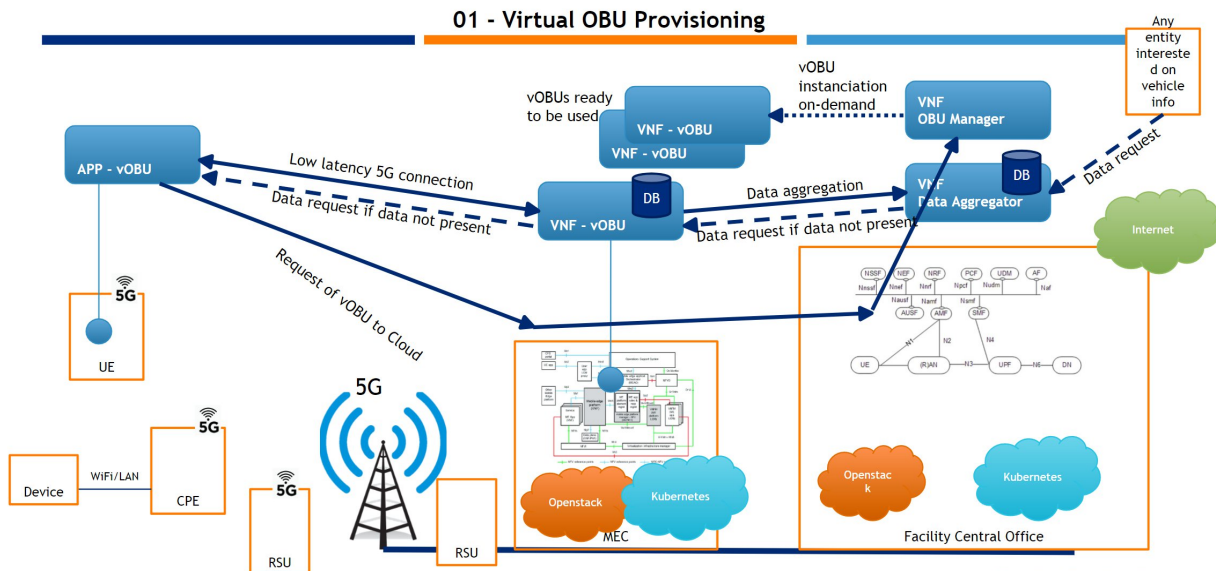 01 - Virtual OBU Provisioning
Any
entity
intereste
d on
vehicle
info
vOBUs ready
to be used
vOBU
instanciation
on-demand
VNF - vOBU
VNF - vOBU
VNF
OBU Manager
APP - vOBU
Low latency 5G connection
Data request if data not present
DB
VNF - vOBU
Data aggregation
Data request if data not present
DB
VNF
Data Aggregator
Data request
Internet
Request of vOBU to Cloud
5G
UE
NSSF
NEF
NRF
PCF
UDM
AF
Nnssf
Nnef
Nnrf
Npcf
Nudm
Naf
Nausf
Namf
Nsmf
AUSF
AMF
SMF
N1
N2
N4
UE
(R)AN
N3
UPF
N6
DN
5G
5G
Device
WiFi/LAN
CPE
5G
RSU
RSU
Openstack
Kubernetes
MEC
Openstac
k
Kubernetes
Facility Central Office